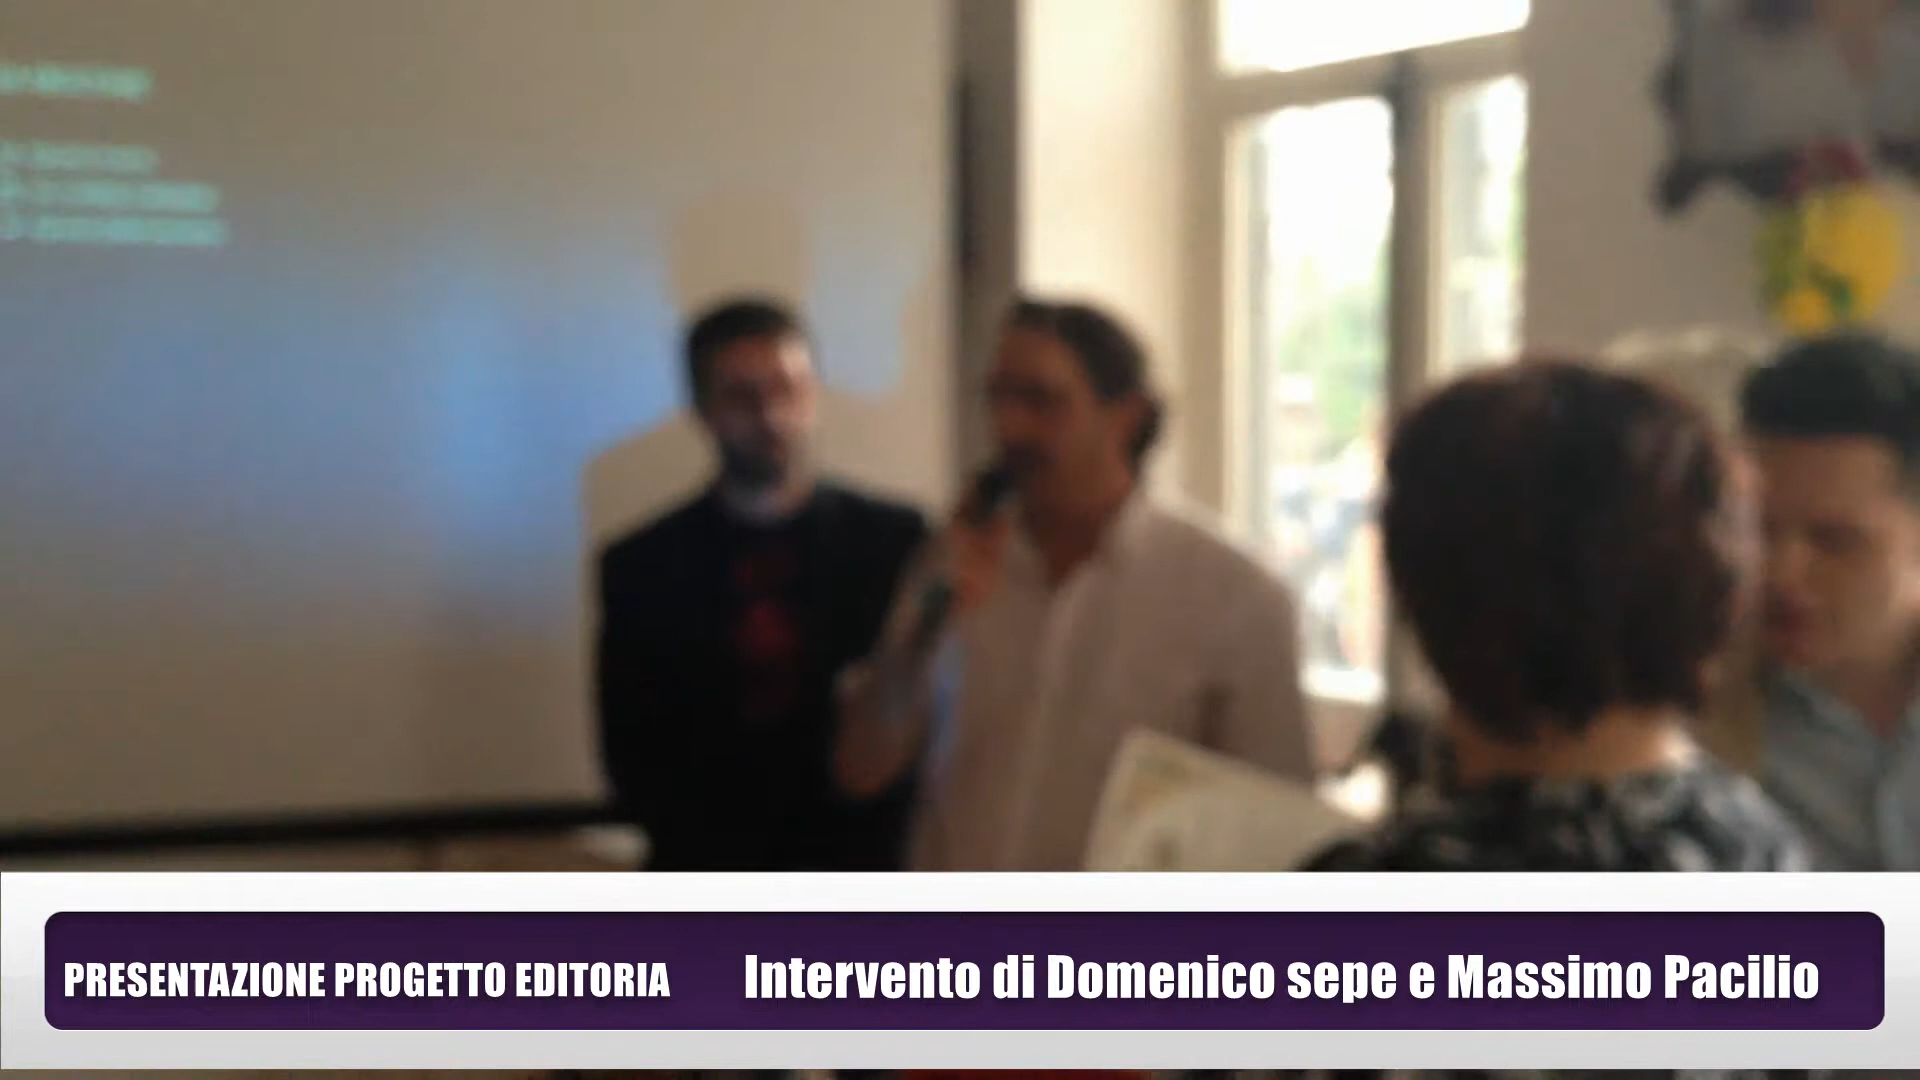 PRESENTAZIONE PROGETTO EDITORIA
Intervento di Domenico sepe e Massimo Pacilio